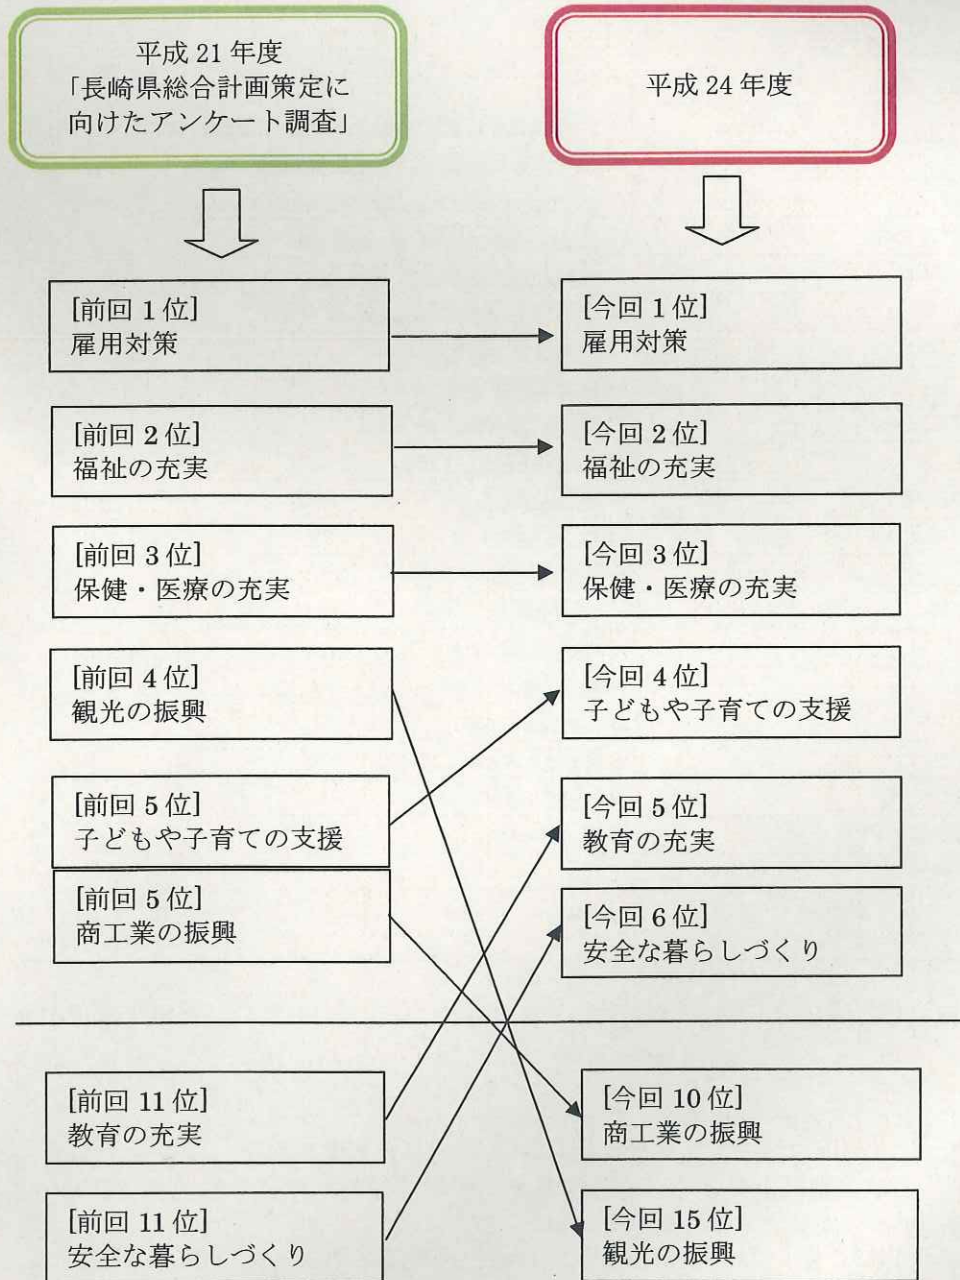 平成 21 年度
「長崎県総合計画策定に
向けたアンケート調査」
平成 24 年度
[前回 1 位]
雇用対策
[今回 1 位]
雇用対策
[前回 2 位]
福祉の充実
[今回 2 位]
福祉の充実
[前回 3 位]
保健・医療の充実
[今回 3 位]
保健・医療の充実
[前回 4 位]
観光の振興
[今回 4 位]
子どもや子育ての支援
[前回 5 位]
子どもや子育ての支援
[今回 5 位]
教育の充実
[前回 5 位]
商工業の振興
[今回 6 位]
安全な暮らしづくり
[前回 11 位]
教育の充実
[今回 10 位]
商工業の振興
[前回 11 位]
安全な暮らしづくり
[今回 15 位]
観光の振興